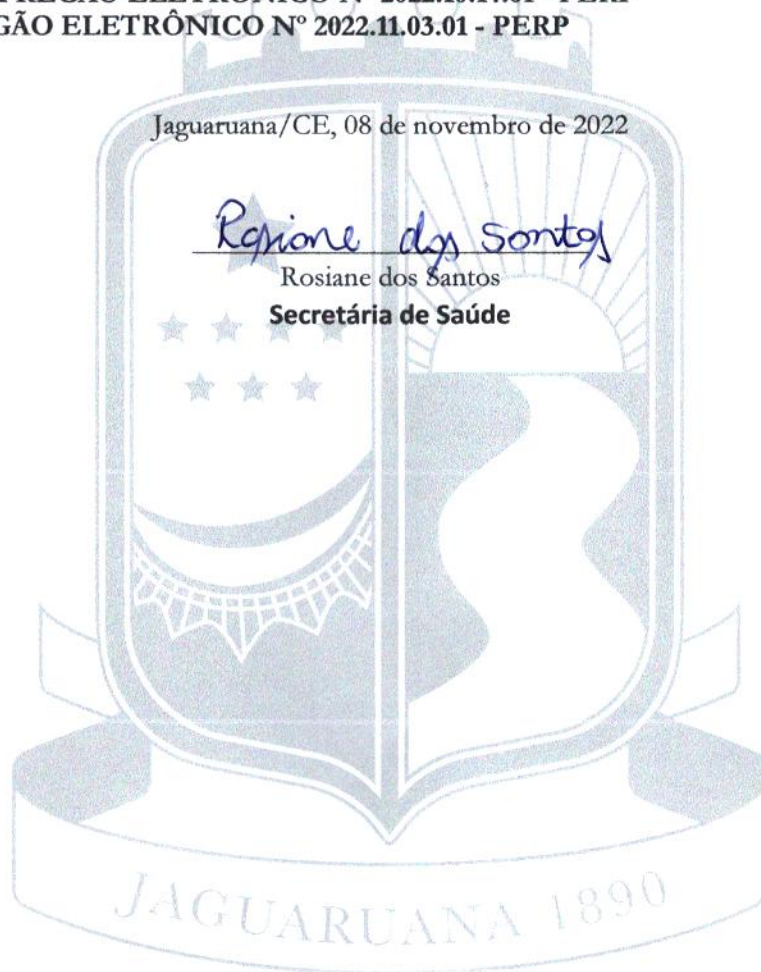 GÃO ELETRÔNICO Nº 2022.11.03.01 - PERP
Jaguaruana/CE, 08 de novembro de 2022
Rosiane dos Santos
Rosiane dos Santos
Secretária de Saúde
JAGUARUANA 1890